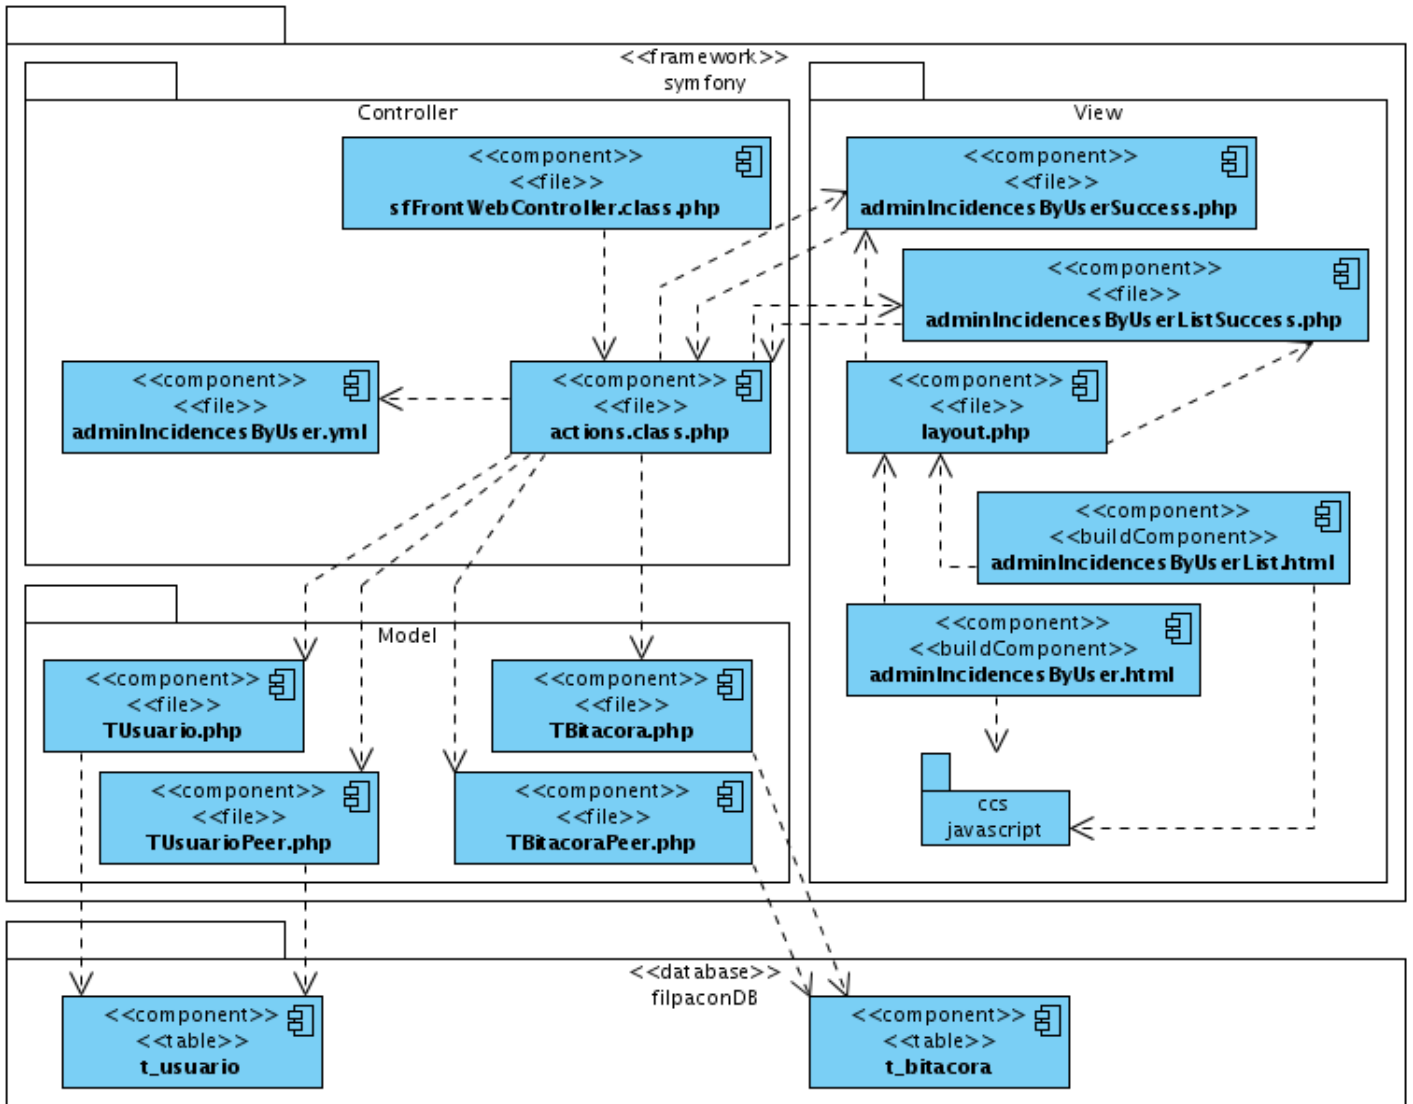 <<framework>>
symfony
Controller
<<component>>
<<file>>
sfFrontWebController.class.php
<<component>>
<<file>>
adminIncidencesByUser.yml
<<component>>
<<file>>
actions.class.php
View
<<component>>
<<file>>
adminIncidencesByUserSuccess.php
<<component>>
<<file>>
adminIncidencesByUserListSuccess.php
<<component>>
<<file>>
layout.php
<<component>>
<<buildComponent>>
adminIncidencesByUserList.html
<<component>>
<<buildComponent>>
adminIncidencesByUser.html
ccs
javascript
Model
<<component>>
<<file>>
TUsuario.php
<<component>>
<<file>>
TBitacora.php
<<component>>
<<file>>
TUsuarioPeer.php
<<component>>
<<file>>
TBitacoraPeer.php
<<database>>
filpaconDB
<<component>>
<<table>>
t_usuario
<<component>>
<<table>>
t_bitacora